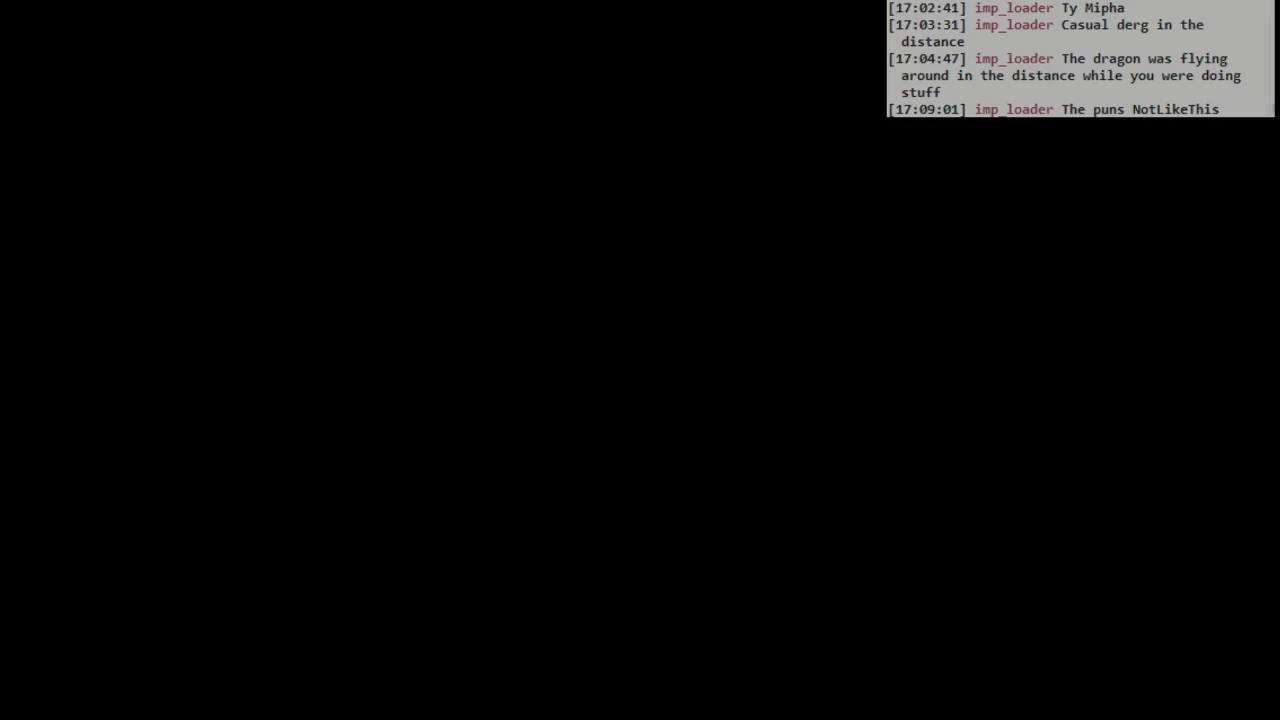 [17:02:41] imp_loader Ty Mipha
[17:03:31] imp_loader Casual derg in the
distance
[17:04:47] imp_loader The dragon was flying
around in the distance while you were doing
stuff
[17:09:01] imp_loader The puns NotLikeThis